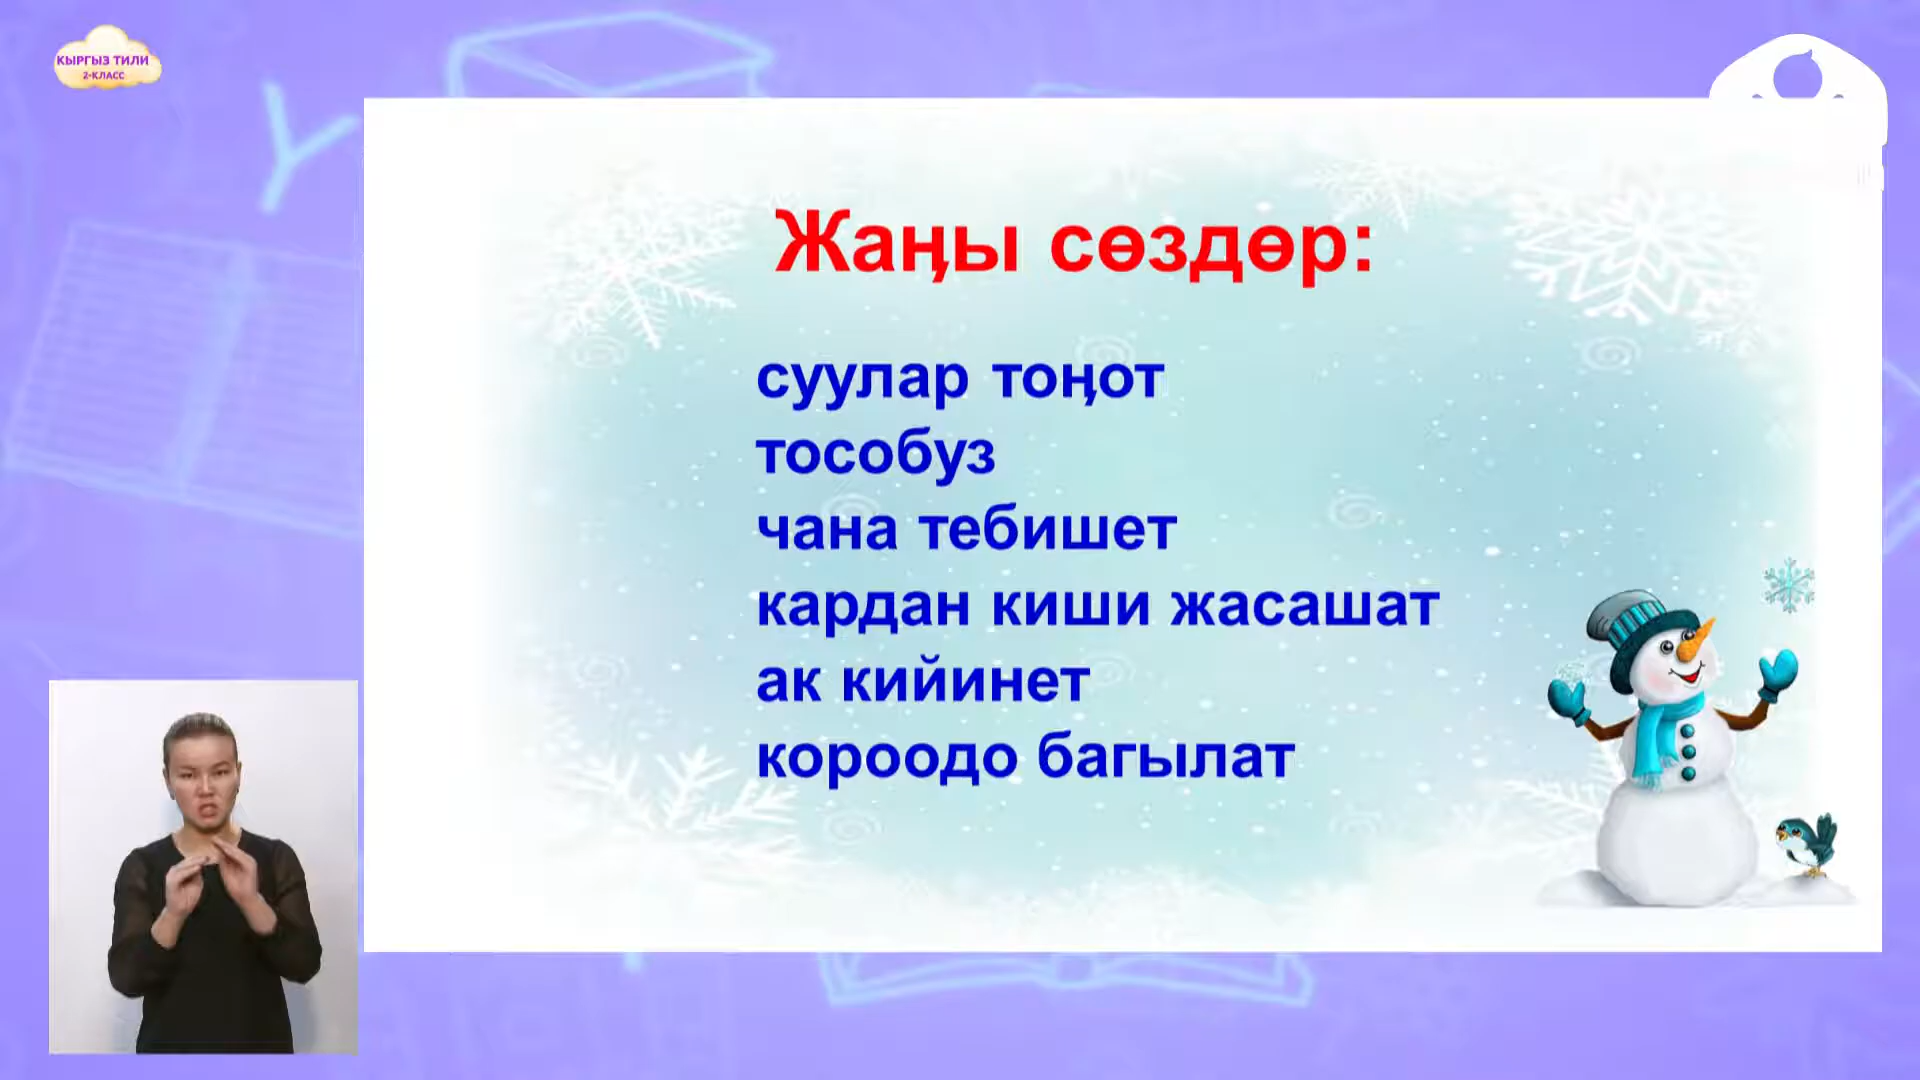 КЫРГЫЗ ТИЛИ
2-КЛАСС
Жаңы сөздөр:
суулар тоңот
тособуз
чана тебишет
кардан киши жасашат
ак кийинет
короодо багылат